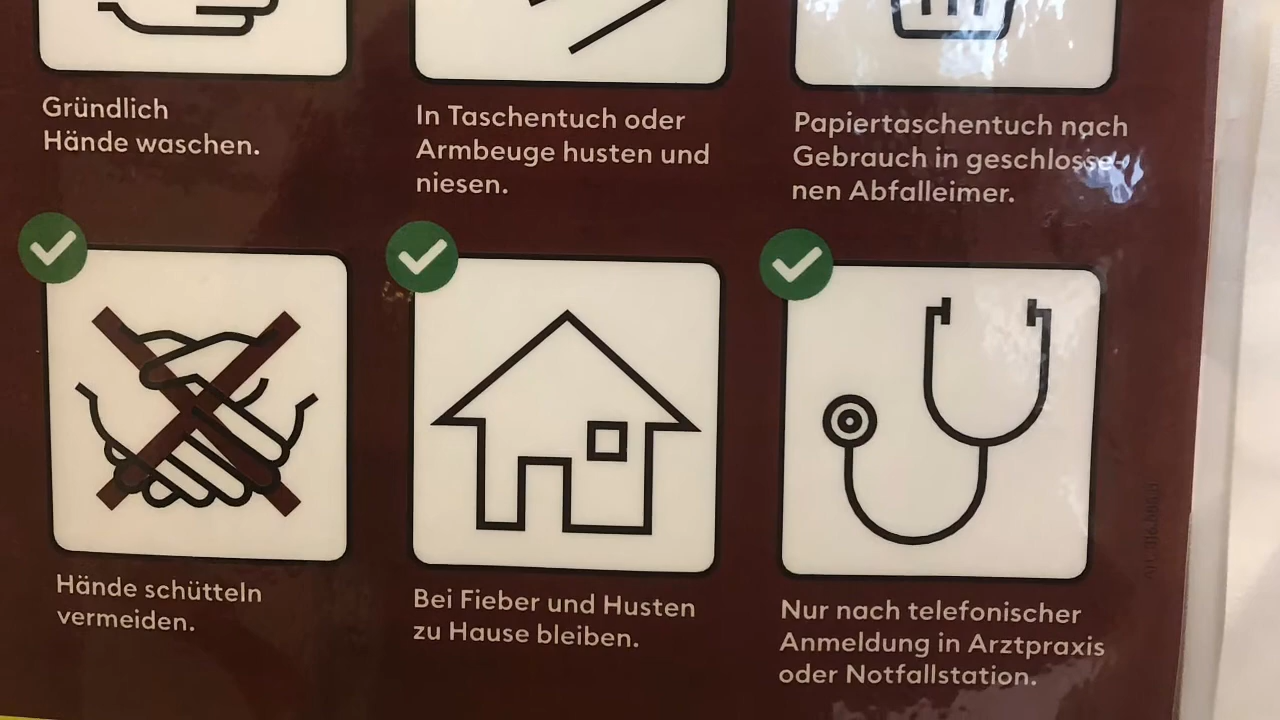 Gründlich
Hände waschen.
In Taschentuch oder
Armbeuge husten und
niesen.
Papiertaschentuch nach
Gebrauch in geschlosse-
nen Abfalleimer.
Hände schütteln
vermeiden.
Bei Fieber und Husten
zu Hause bleiben.
Nur nach telefonischer
Anmeldung in Arztpraxis
oder Notfallstation.